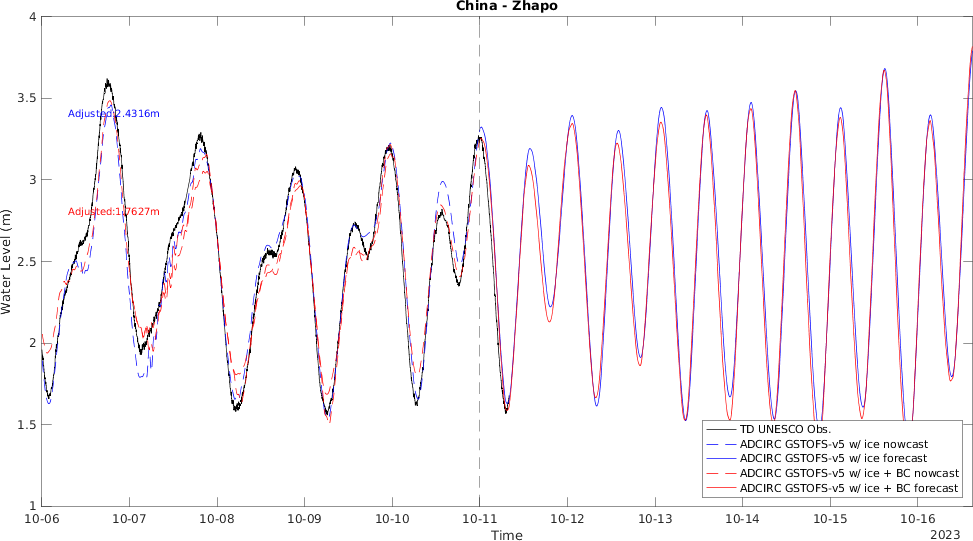 China - Zhapo
4
3.5
3
2.5
2
1.5
1
Water Level (m)
Adjusted:2.4316m
Adjusted:1.7627m
TD UNESCO Obs.
ADCIRC GSTOFS-v5 w/ ice nowcast
ADCIRC GSTOFS-v5 w/ ice forecast
ADCIRC GSTOFS-v5 w/ ice + BC nowcast
ADCIRC GSTOFS-v5 w/ ice + BC forecast
10-06 10-07 10-08 10-09 10-10 10-11 10-12 10-13 10-14 10-15 10-16
Time
2023